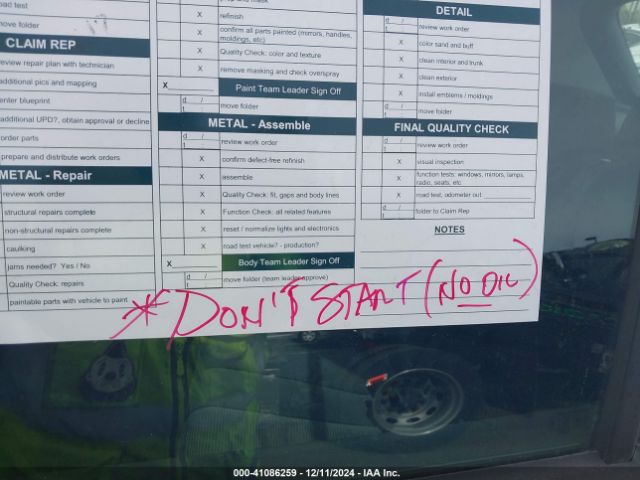 move folder
CLAIM REP
review repair plan with technician
additional pics and mapping
enter blueprint
additional UPD?, obtain approval or decline
order parts
prepare and distribute work orders
METAL - Repair
review work order
structural repairs complete
non-structural repairs complete
caulking
jams needed? Yes / No
Quality Check: repairs
paintable parts with vehicle to paint
X refinish
X confirm all parts painted (mirrors, handles,
moldings, etc)
X Quality Check: color and texture
X remove masking and check overspray
X______ Paint Team Leader Sign Off
d / move folder
t
METAL - Assemble
d / review work order
t
X confirm defect-free refinish
X assemble
X Quality Check: fit, gaps and body lines
X Function Check: all related features
X reset / normalize lights and electronics
X road test vehicle? - production?
X______ Body Team Leader Sign Off
d / move folder (team leader approve)
t
DETAIL
d / review work order
t
X color sand and buff
X clean interior and trunk
X clean exterior
X install emblems / moldings
d / move folder
t
FINAL QUALITY CHECK
d / review work order
t
X visual inspection
X function tests: windows, mirrors, lamps,
radio, seats, etc
X road test, odometer out: ______
d / folder to Claim Rep
t
NOTES
* DON'T START (NO OIL)
000-41086259 - 12/11/2024 - IAA Inc.